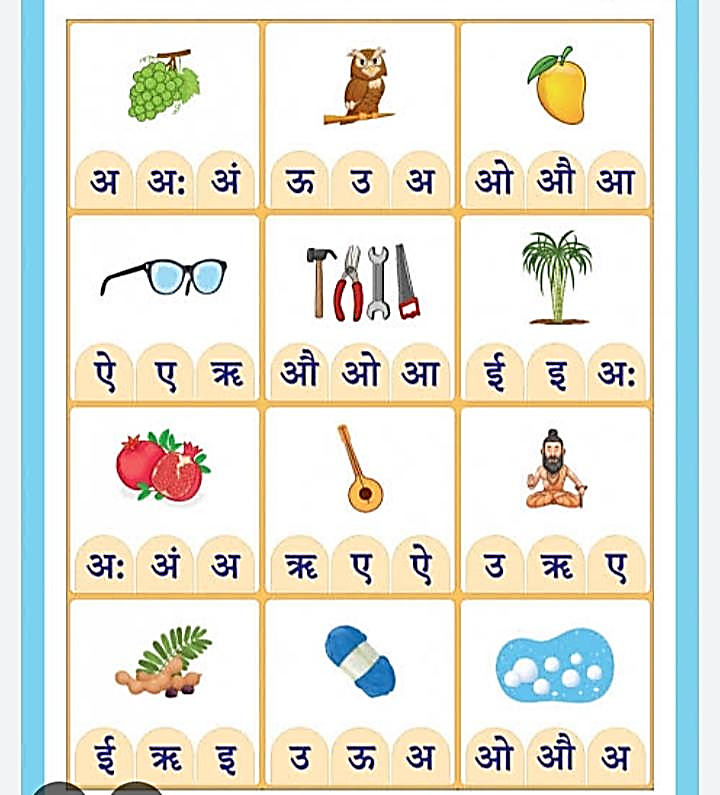 अ अः अं ऊ उ अ ओ औ आ
ऐ ए ऋ औ ओ आ ई इ अः
अः अं अ ऋ ए ऐ उ ऋ ए
ई ऋ इ उ ऊ अ ओ औ अ